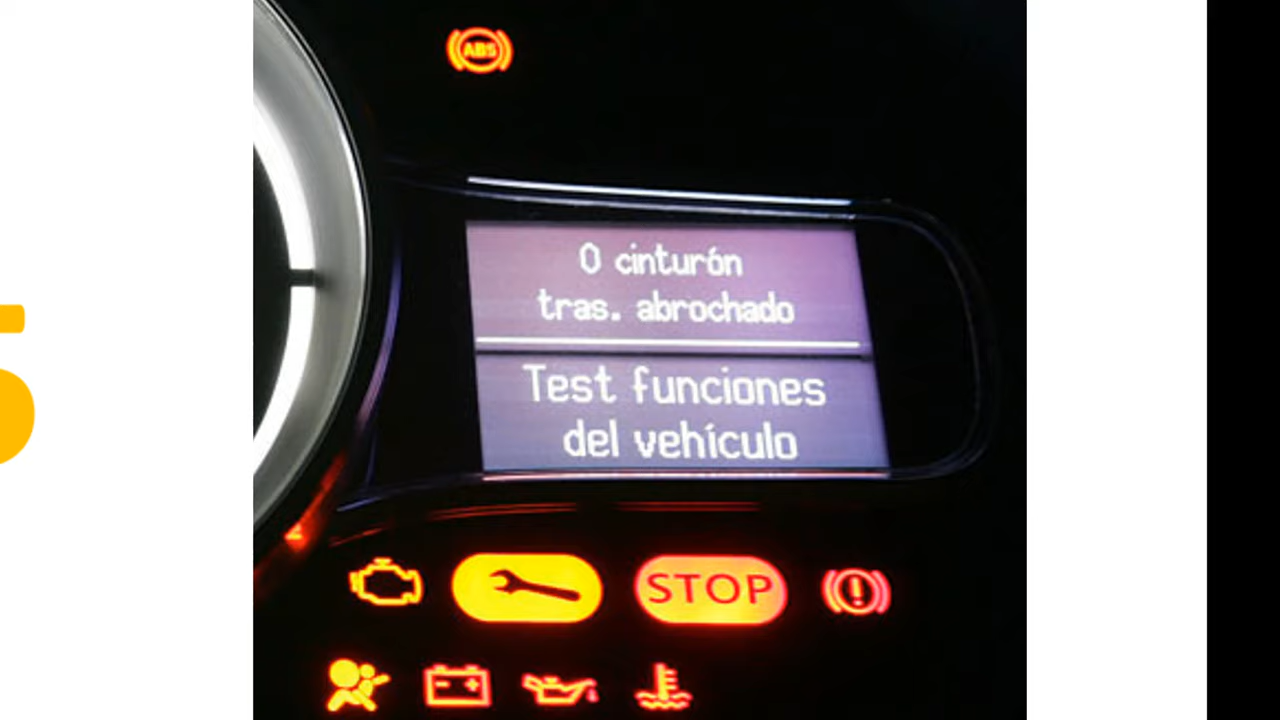 ABS
0 cinturón
tras. abrochado
Test funciones
del vehículo
STOP